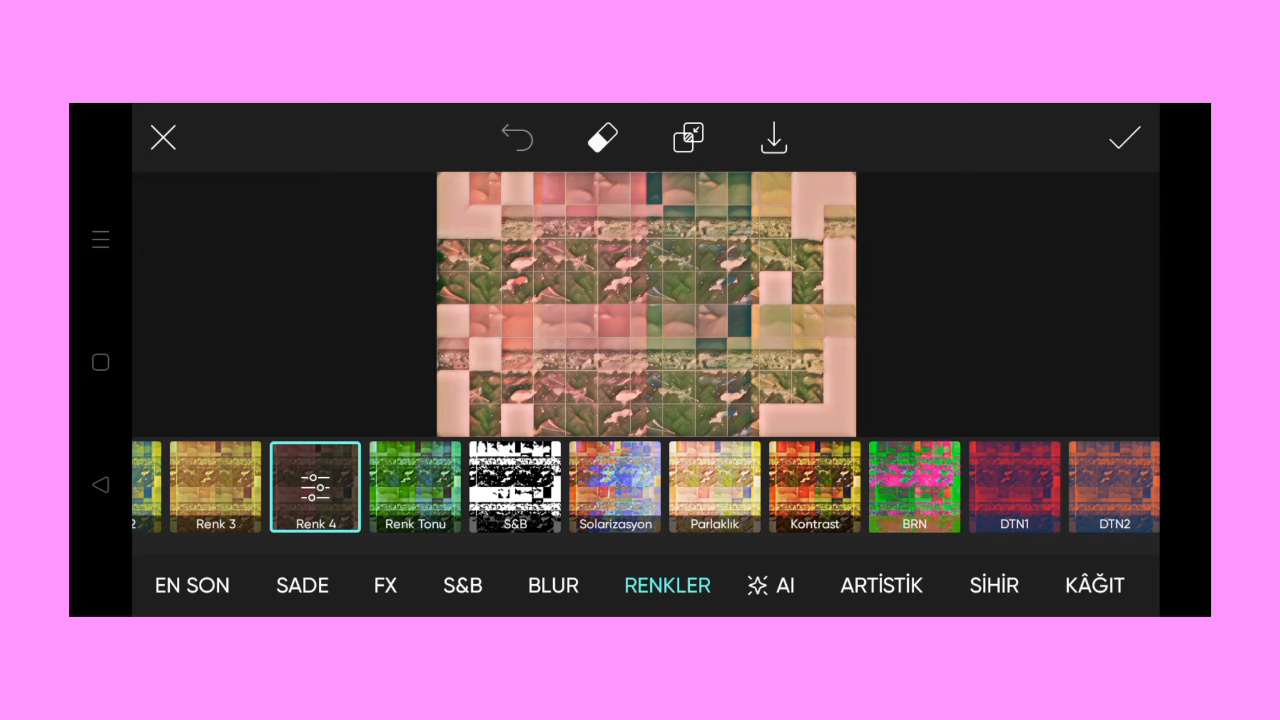 2 Renk 3 Renk 4 Renk Tonu S&B Solarizasyon Parlaklık Kontrast BRN DTN1 DTN2
EN SON SADE FX S&B BLUR RENKLER AI ARTİSTİK SİHİR KÂĞIT